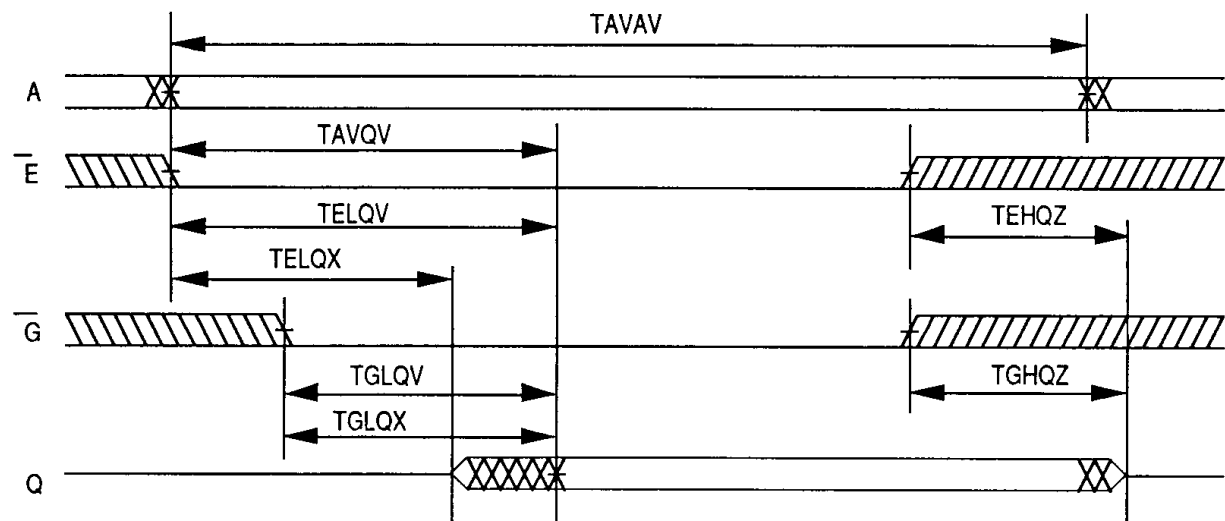 TAVAV
A
TAVQV
E̅
TELQV
TEHQZ
TELQX
G̅
TGLQV
TGHQZ
TGLQX
Q